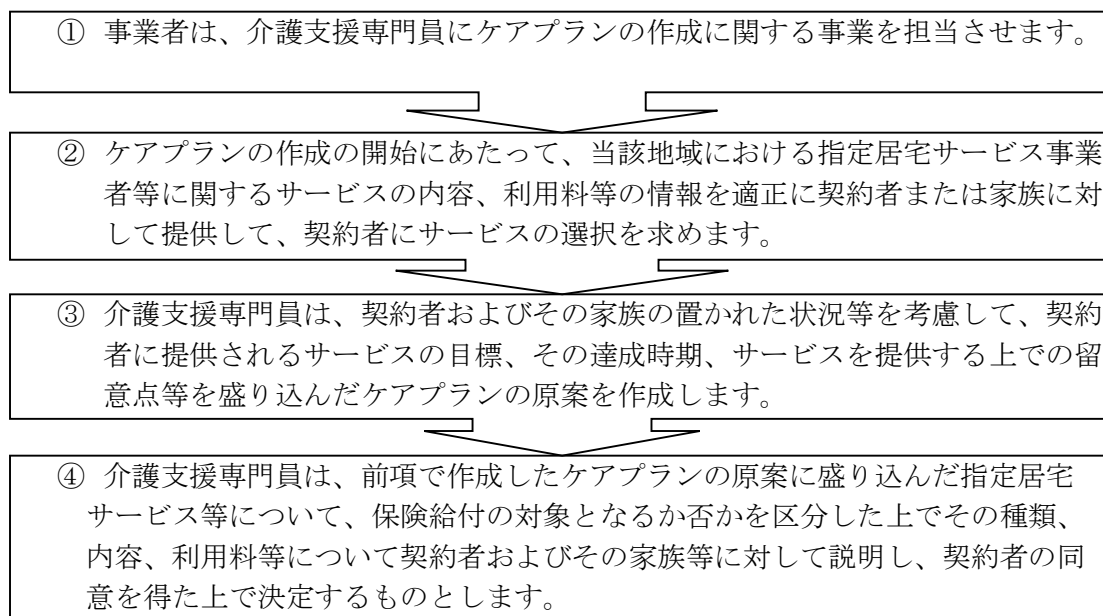 ① 事業者は、介護支援専門員にケアプランの作成に関する事業を担当させます。
② ケアプランの作成の開始にあたって、当該地域における指定居宅サービス事業
者等に関するサービスの内容、利用料等の情報を適正に契約者または家族に対
して提供して、契約者にサービスの選択を求めます。
③ 介護支援専門員は、契約者およびその家族の置かれた状況等を考慮して、契約
者に提供されるサービスの目標、その達成時期、サービスを提供する上での留
意点等を盛り込んだケアプランの原案を作成します。
④ 介護支援専門員は、前項で作成したケアプランの原案に盛り込んだ指定居宅
サービス等について、保険給付の対象となるか否かを区分した上でその種類、
内容、利用料等について契約者およびその家族等に対して説明し、契約者の同
意を得た上で決定するものとします。